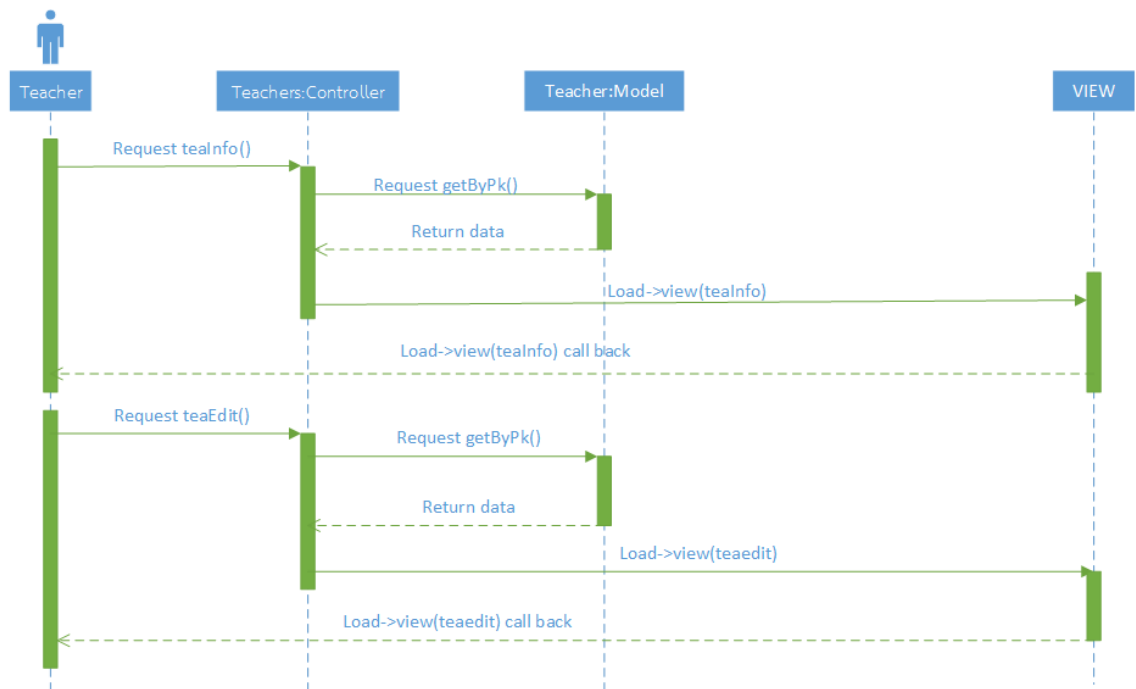 Teacher
Teachers:Controller
Teacher:Model
VIEW
Request teaInfo()
Request getByPk()
Return data
Load->view(teaInfo)
Load->view(teaInfo) call back
Request teaEdit()
Request getByPk()
Return data
Load->view(teaedit)
Load->view(teaedit) call back